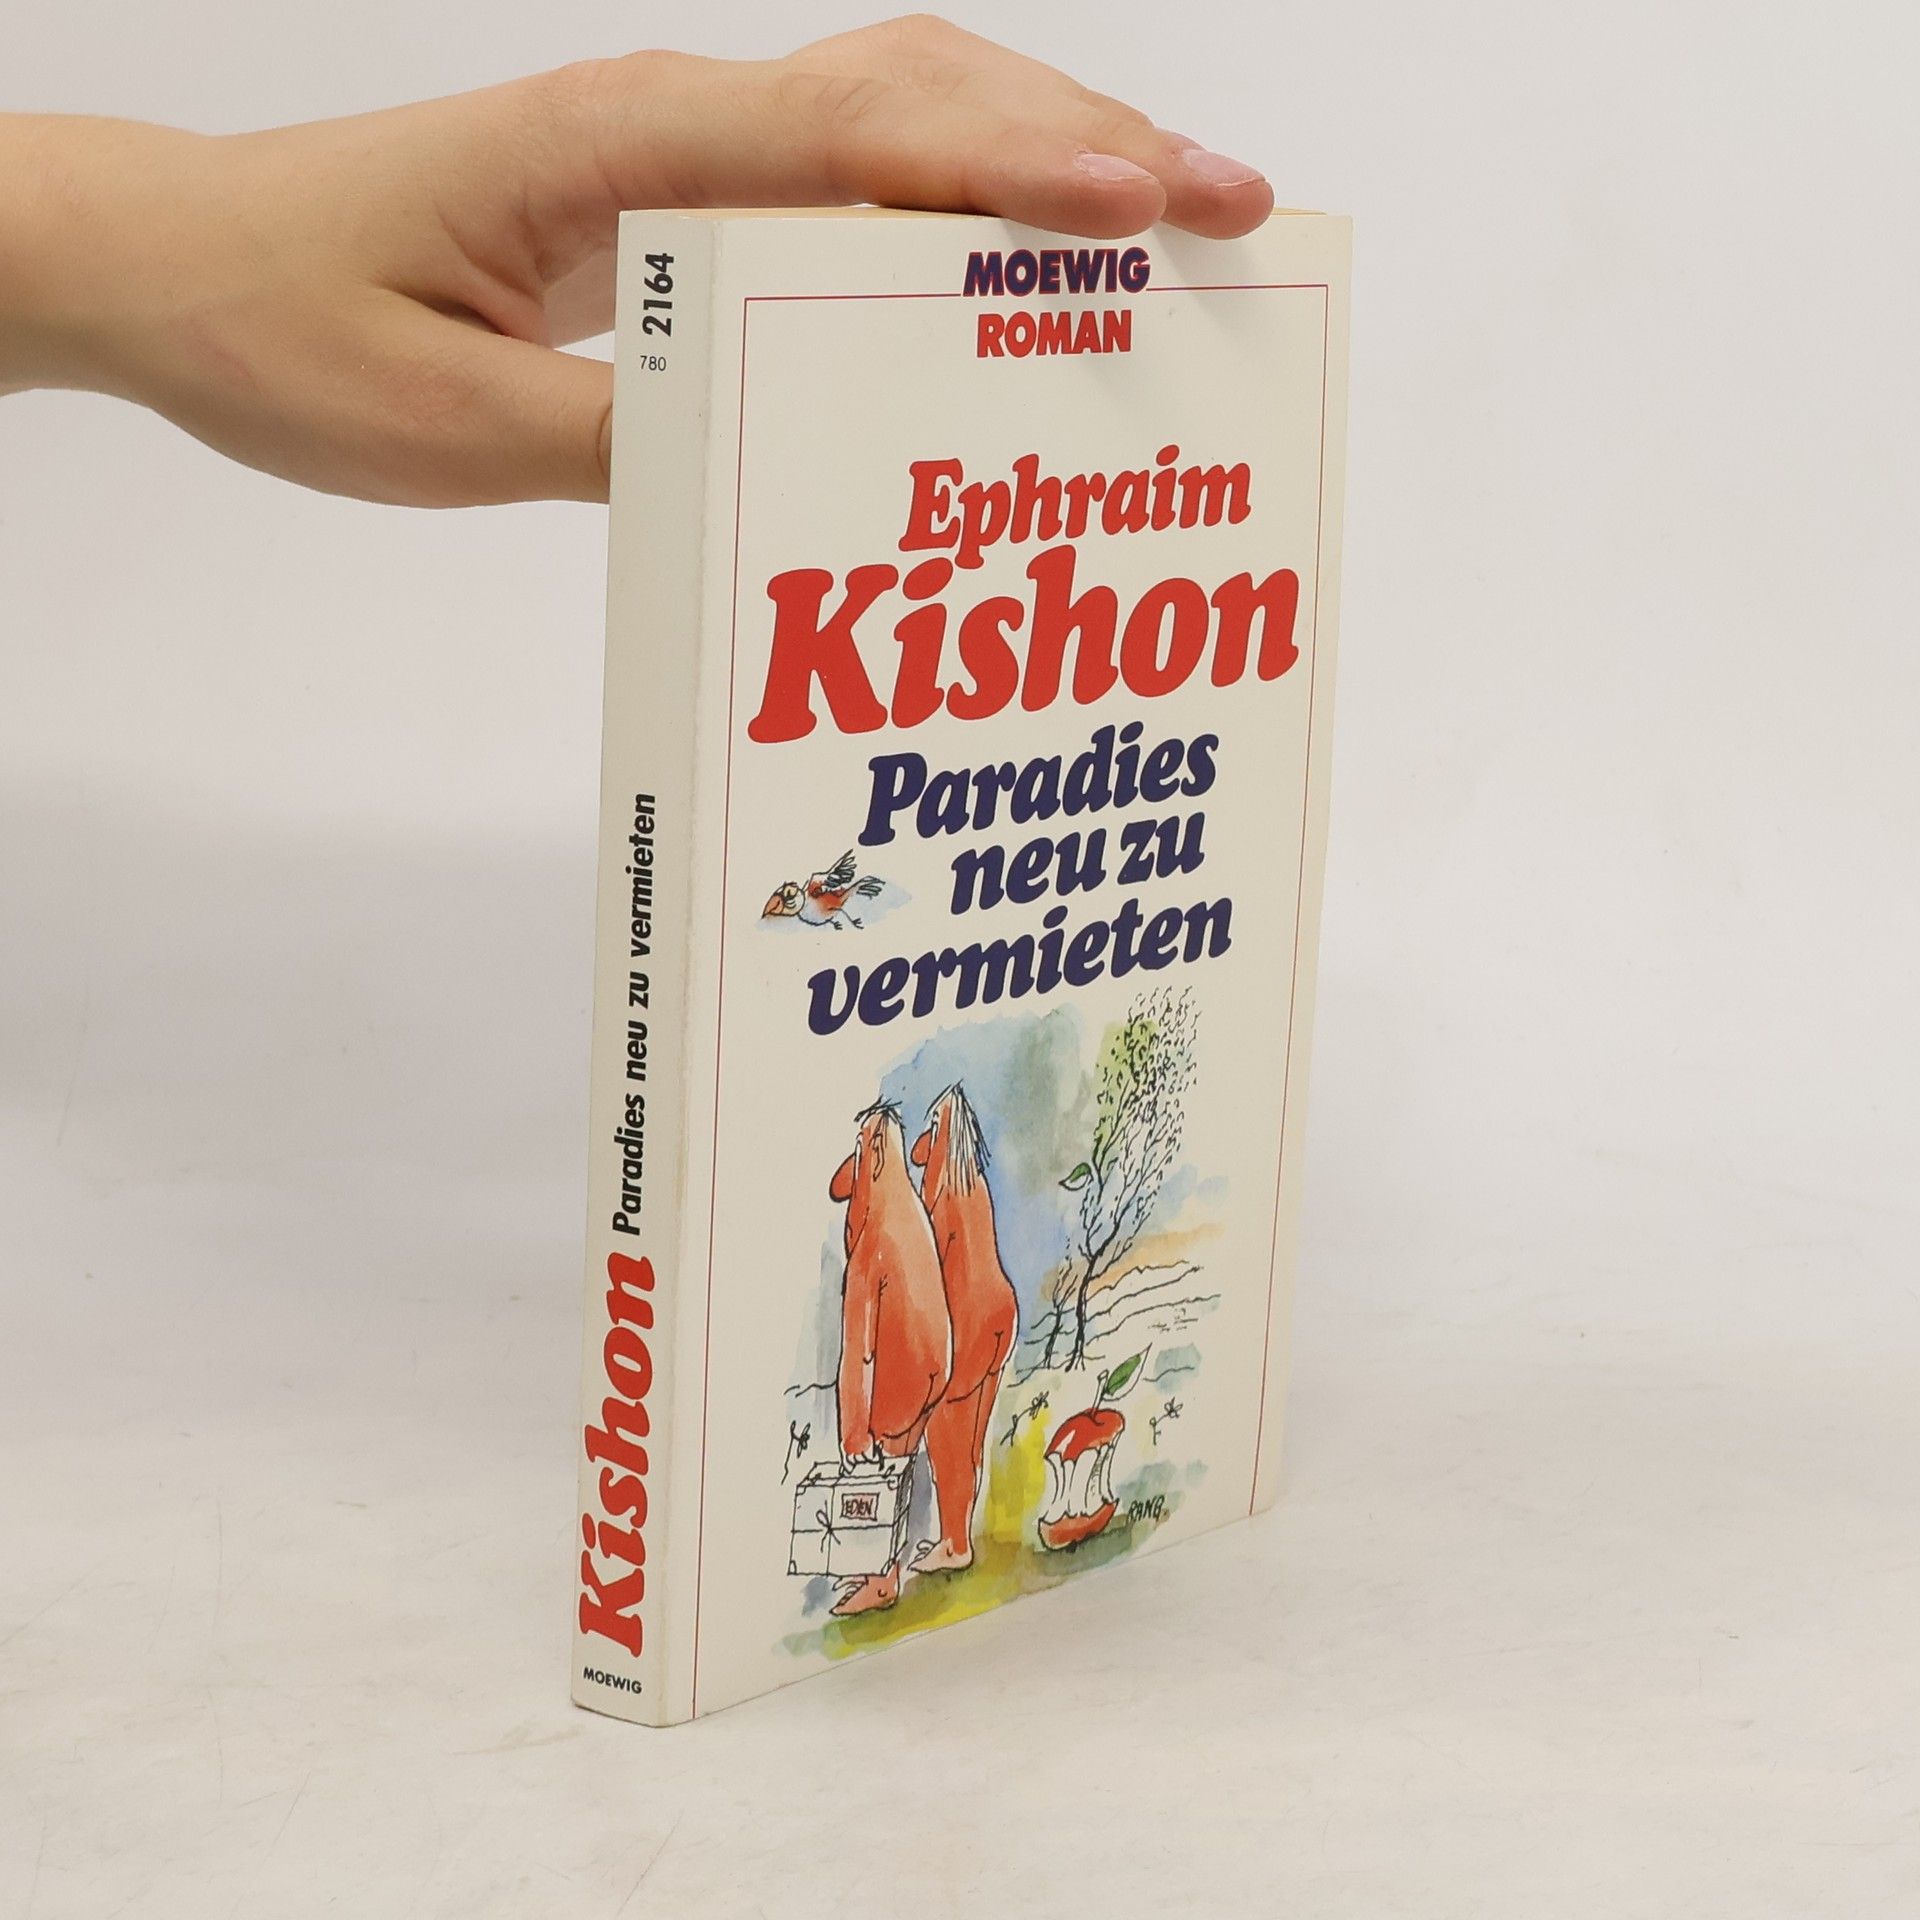 2164
780
Kishon Paradies neu zu vermieten
MOEWIG
MOEWIG
ROMAN
Ephraim
Kishon
Paradies
neu zu
vermieten
EDEN
RANG